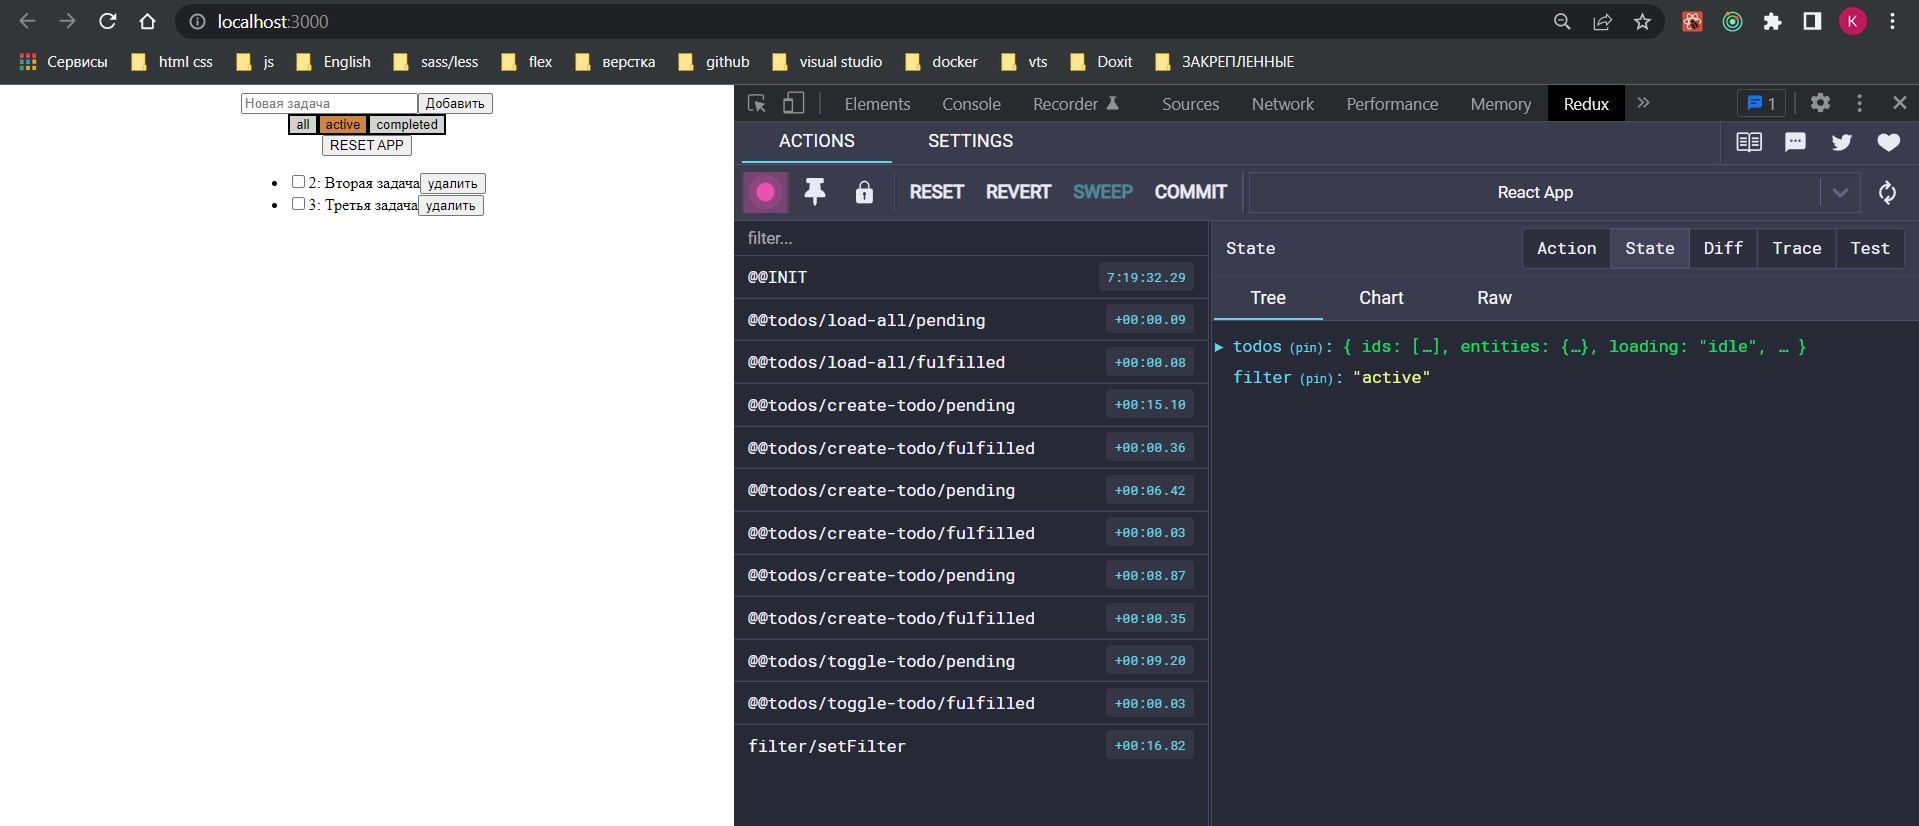 localhost:3000
K
Сервисы html css js English sass/less flex верстка github visual studio docker vts Doxit ЗАКРЕПЛЕННЫЕ
Новая задача Добавить
all active completed
RESET APP
2: Вторая задача удалить
3: Третья задача удалить
Elements Console Recorder Sources Network Performance Memory Redux 1
ACTIONS SETTINGS
RESET REVERT SWEEP COMMIT React App
filter...
@@INIT 7:19:32.29
@@todos/load-all/pending +00:00.09
@@todos/load-all/fulfilled +00:00.08
@@todos/create-todo/pending +00:15.10
@@todos/create-todo/fulfilled +00:00.36
@@todos/create-todo/pending +00:06.42
@@todos/create-todo/fulfilled +00:00.03
@@todos/create-todo/pending +00:08.87
@@todos/create-todo/fulfilled +00:00.35
@@todos/toggle-todo/pending +00:09.20
@@todos/toggle-todo/fulfilled +00:00.03
filter/setFilter +00:16.82
State Action State Diff Trace Test
Tree Chart Raw
todos (pin): { ids: […], entities: {…}, loading: "idle", … }
filter (pin): "active"